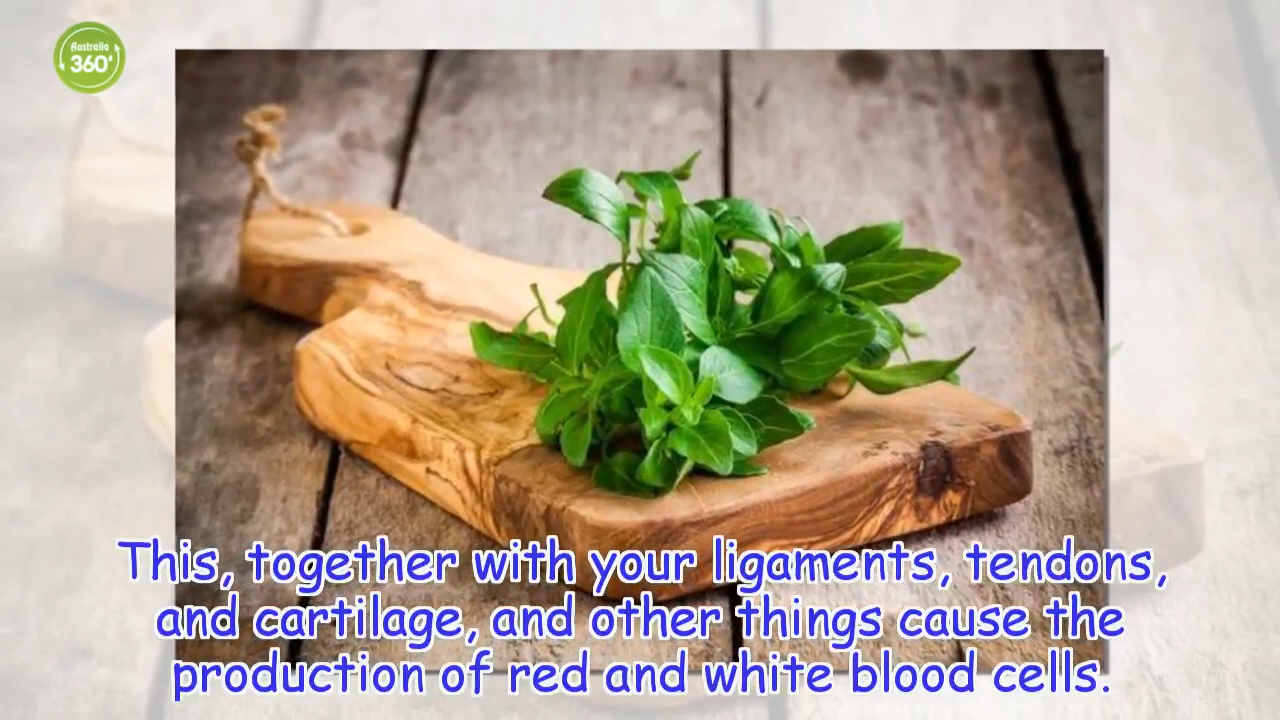 Australia
360°
This, together with your ligaments, tendons,
and cartilage, and other things cause the
production of red and white blood cells.